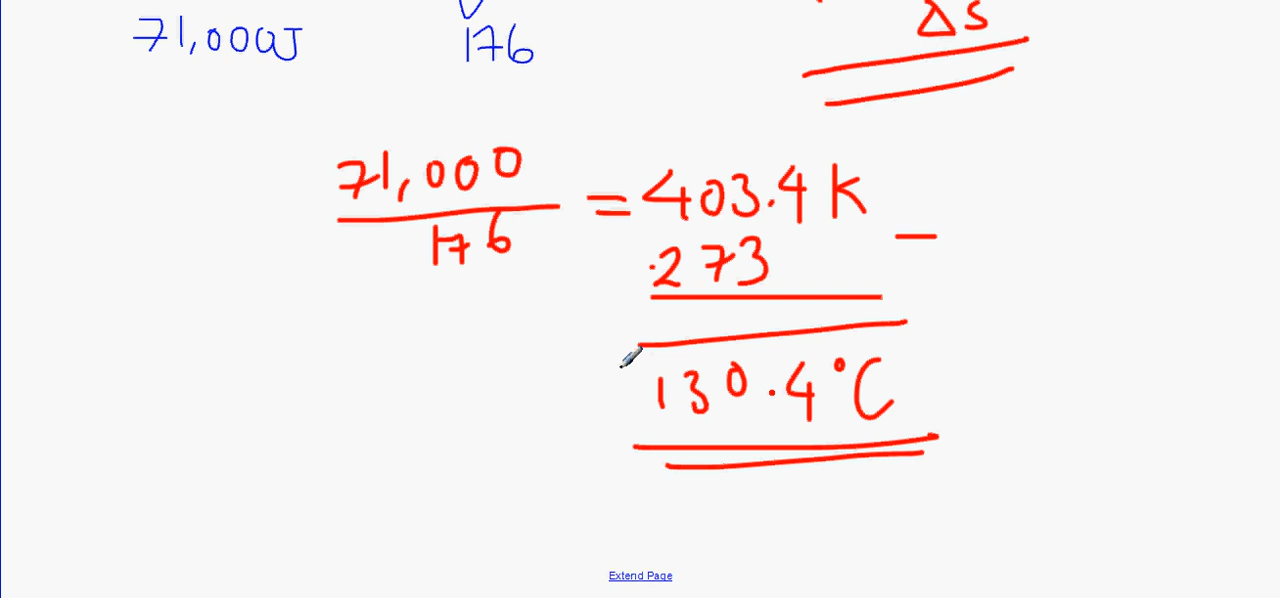 ΔS
71,000J 176
71,000
= 403.4 K
176
273 –
130.4°C
Extend Page